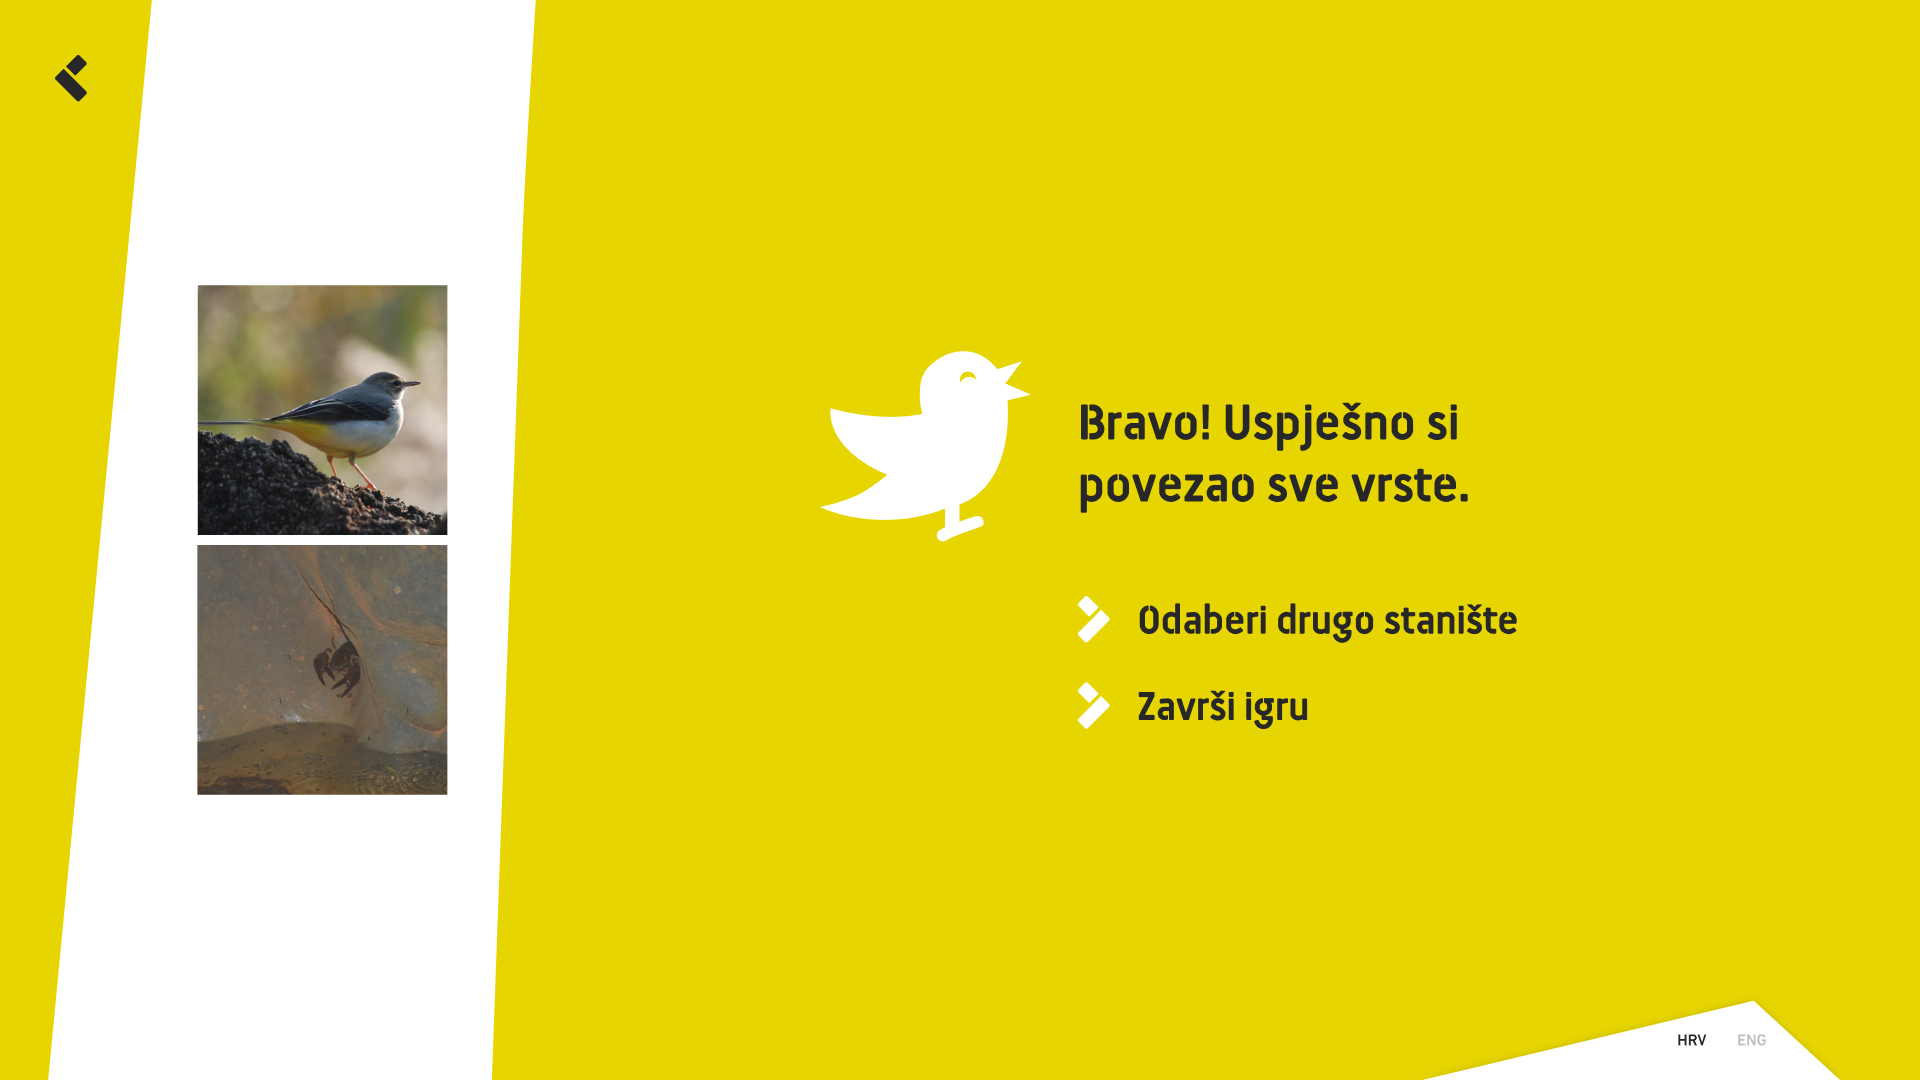 Bravo! Uspješno si
povezao sve vrste.
Odaberi drugo stanište
Završi igru
HRV ENG